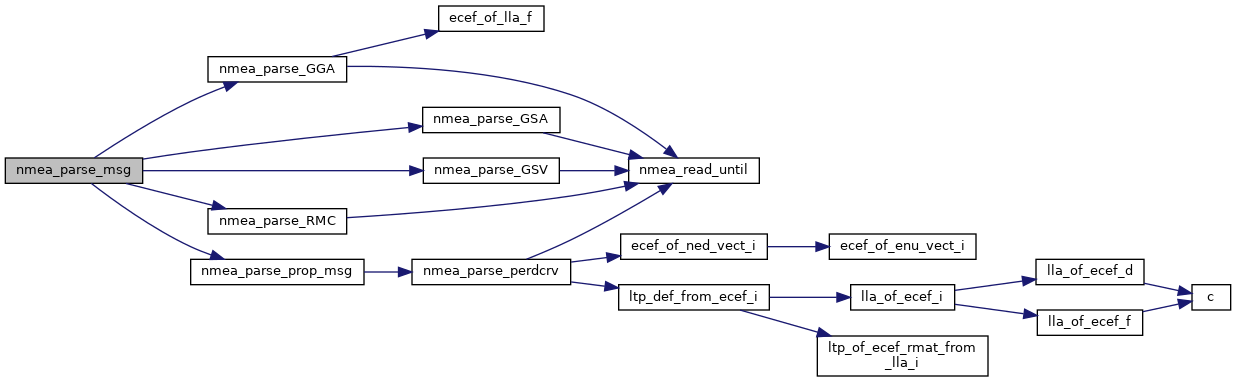 ecef_of_lla_f
nmea_parse_GGA
nmea_parse_GSA
nmea_parse_msg
nmea_parse_GSV
nmea_read_until
nmea_parse_RMC
ecef_of_ned_vect_i
ecef_of_enu_vect_i
nmea_parse_prop_msg
nmea_parse_perdcrv
lla_of_ecef_d
ltp_def_from_ecef_i
lla_of_ecef_i
c
lla_of_ecef_f
ltp_of_ecef_rmat_from
_lla_i